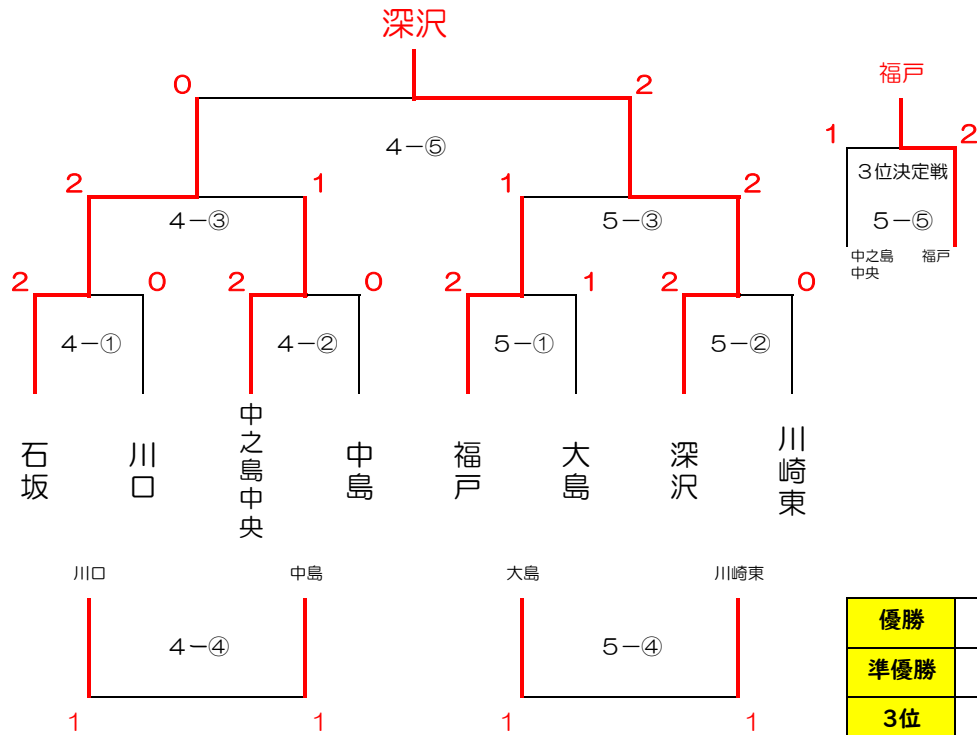 深沢
0 2
福戸
1 2
4-⑤
3位決定戦
2 1 1 2
4-③ 5-③
5-⑤
中之島
中央
福戸
2 0 2 0 2 1 2 0
4-① 4-② 5-① 5-②
石坂
川口
中之島中央
中島
福戸
大島
深沢
川崎東
川口 中島 大島 川崎東
4-④ 5-④
1 1 1 1
優勝
準優勝
3位